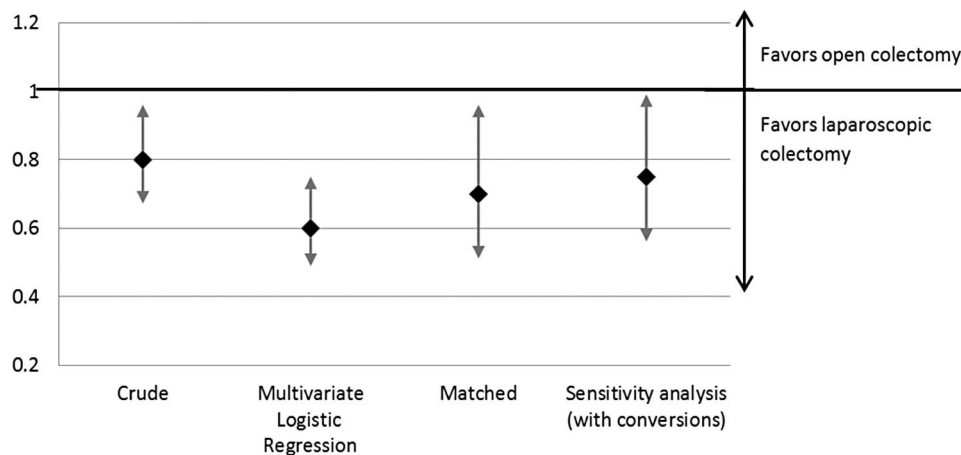 1.2
1
0.8
0.6
0.4
0.2
Favors open colectomy
Favors laparoscopic
colectomy
Crude
Multivariate
Logistic
Regression
Matched
Sensitivity analysis
(with conversions)